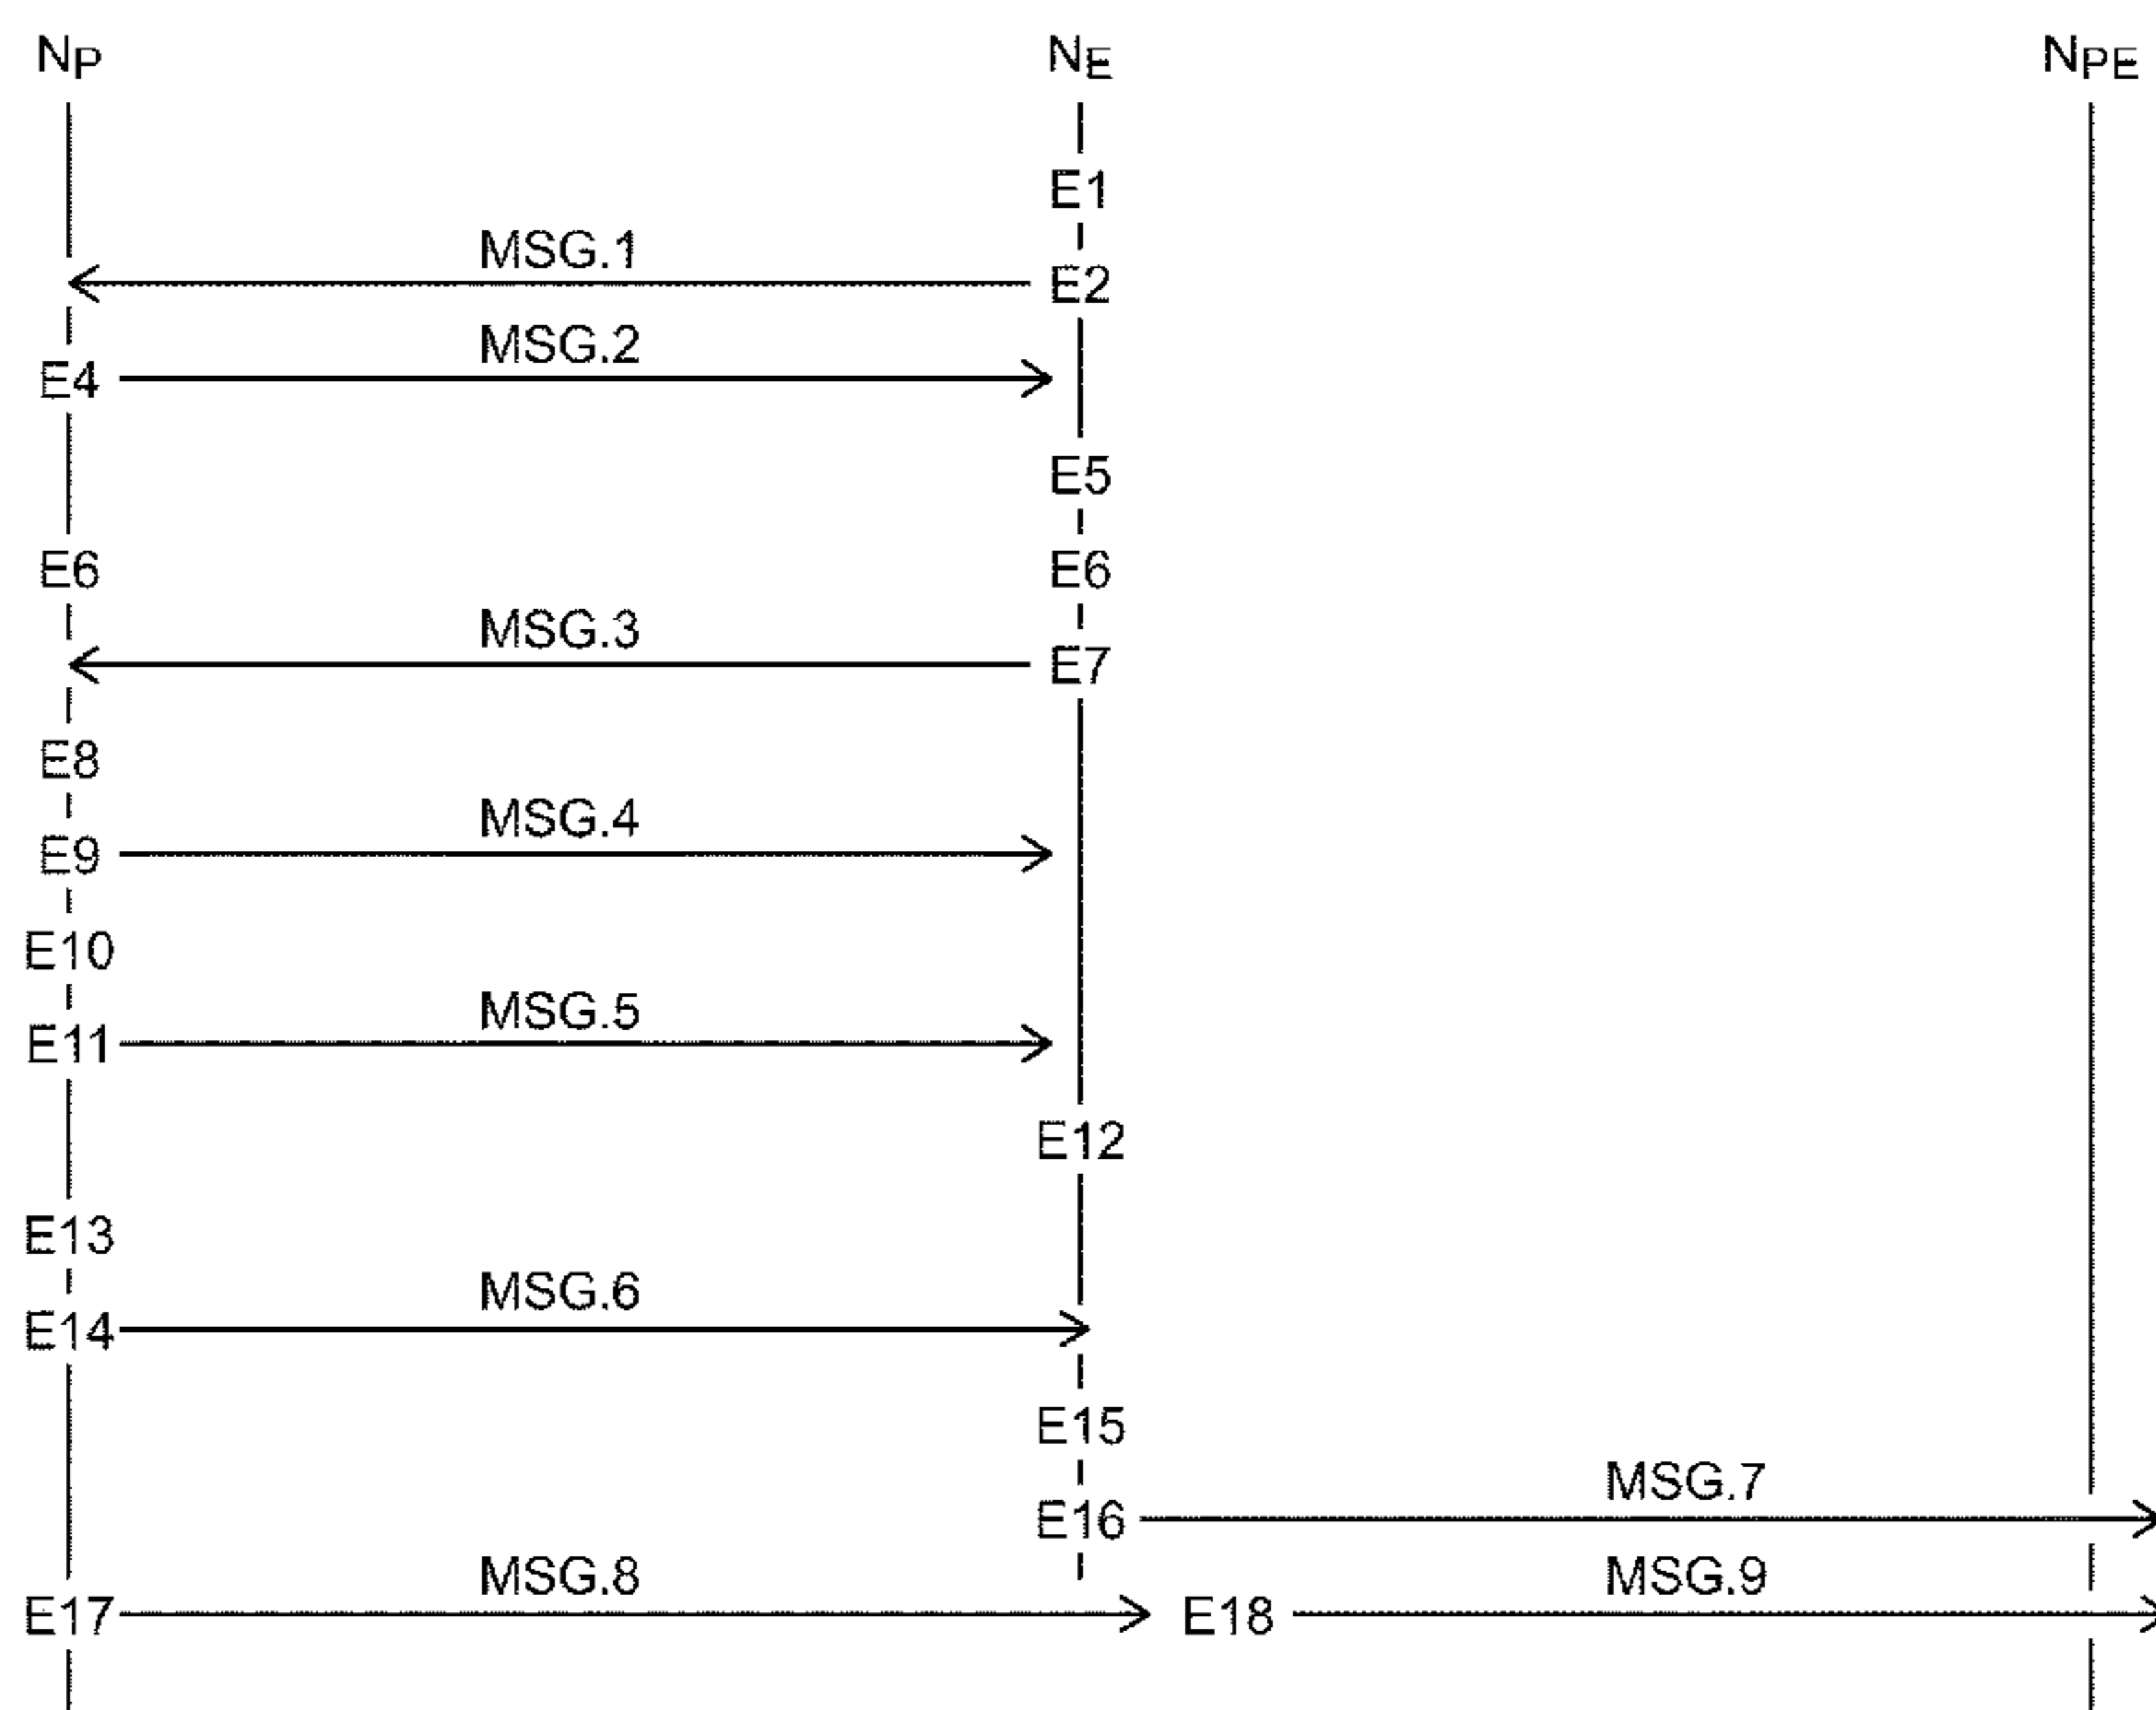 NP NE NPE
E1
MSG.1
E2
MSG.2
E4
E5
E6 E6
MSG.3
E7
E8
MSG.4
E9
E10
MSG.5
E11
E12
E13
MSG.6
E14
E15
MSG.7
E16
MSG.8 MSG.9
E17 E18